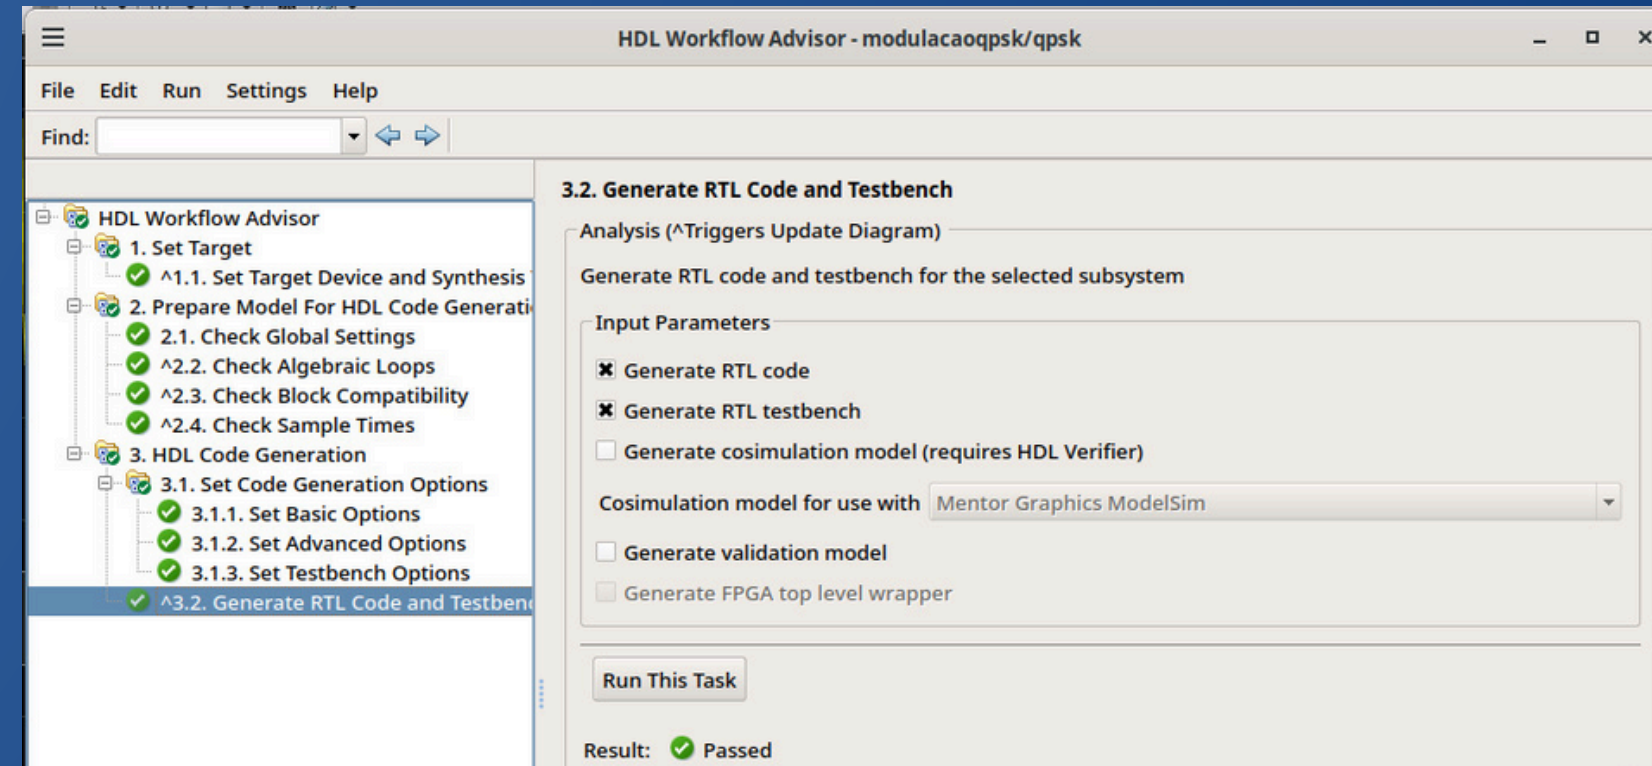 HDL Workflow Advisor - modulacaoqpsk/qpsk
File Edit Run Settings Help
Find:
HDL Workflow Advisor
1. Set Target
^1.1. Set Target Device and Synthesis
2. Prepare Model For HDL Code Generati
2.1. Check Global Settings
^2.2. Check Algebraic Loops
^2.3. Check Block Compatibility
^2.4. Check Sample Times
3. HDL Code Generation
3.1. Set Code Generation Options
3.1.1. Set Basic Options
3.1.2. Set Advanced Options
3.1.3. Set Testbench Options
^3.2. Generate RTL Code and Testben
3.2. Generate RTL Code and Testbench
Analysis (^Triggers Update Diagram)
Generate RTL code and testbench for the selected subsystem
Input Parameters
Generate RTL code
Generate RTL testbench
Generate cosimulation model (requires HDL Verifier)
Cosimulation model for use with Mentor Graphics ModelSim
Generate validation model
Generate FPGA top level wrapper
Run This Task
Result: Passed